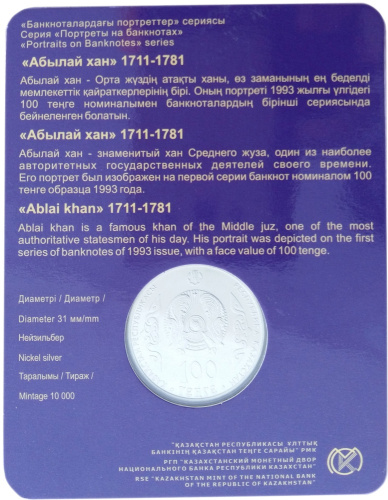 «Банкноталардағы портреттер» сериясы
Серия «Портреты на банкнотах»
«Portraits on Banknotes» series
«Абылай хан» 1711-1781
Абылай хан - Орта жүздің атақты ханы, өз заманының ең беделді
мемлекеттік қайраткерлерінің бірі. Оның портреті 1993 жылғы үлгідегі
100 теңге номиналымен банкноталардың бірінші сериясында
бейнеленген болатын.
«Абылай хан» 1711-1781
Абылай хан - знаменитый хан Среднего жуза, один из наиболее
авторитетных государственных деятелей своего времени.
Его портрет был изображен на первой серии банкнот номиналом 100
тенге образца 1993 года.
«Ablai khan» 1711-1781
Ablai khan is a famous khan of the Middle juz, one of the most
authoritative statesmen of his day. His portrait was depicted on the first
series of banknotes of 1993 issue, with a face value of 100 tenge.
Диаметрі / Диаметр /
Diameter 31 мм/mm
Нейзильбер
Nickel silver
Таралымы / Тираж /
Mintage 10 000
100
"ҚАЗАҚСТАН РЕСПУБЛИКАСЫ ҰЛТТЫҚ
БАНКІНІҢ ҚАЗАҚСТАН ТЕҢГЕ САРАЙЫ" РМК
РГП "КАЗАХСТАНСКИЙ МОНЕТНЫЙ ДВОР
НАЦИОНАЛЬНОГО БАНКА РЕСПУБЛИКИ КАЗАХСТАН"
RSE "KAZAKHSTAN MINT OF THE NATIONAL BANK
OF THE REPUBLIC OF KAZAKHSTAN"